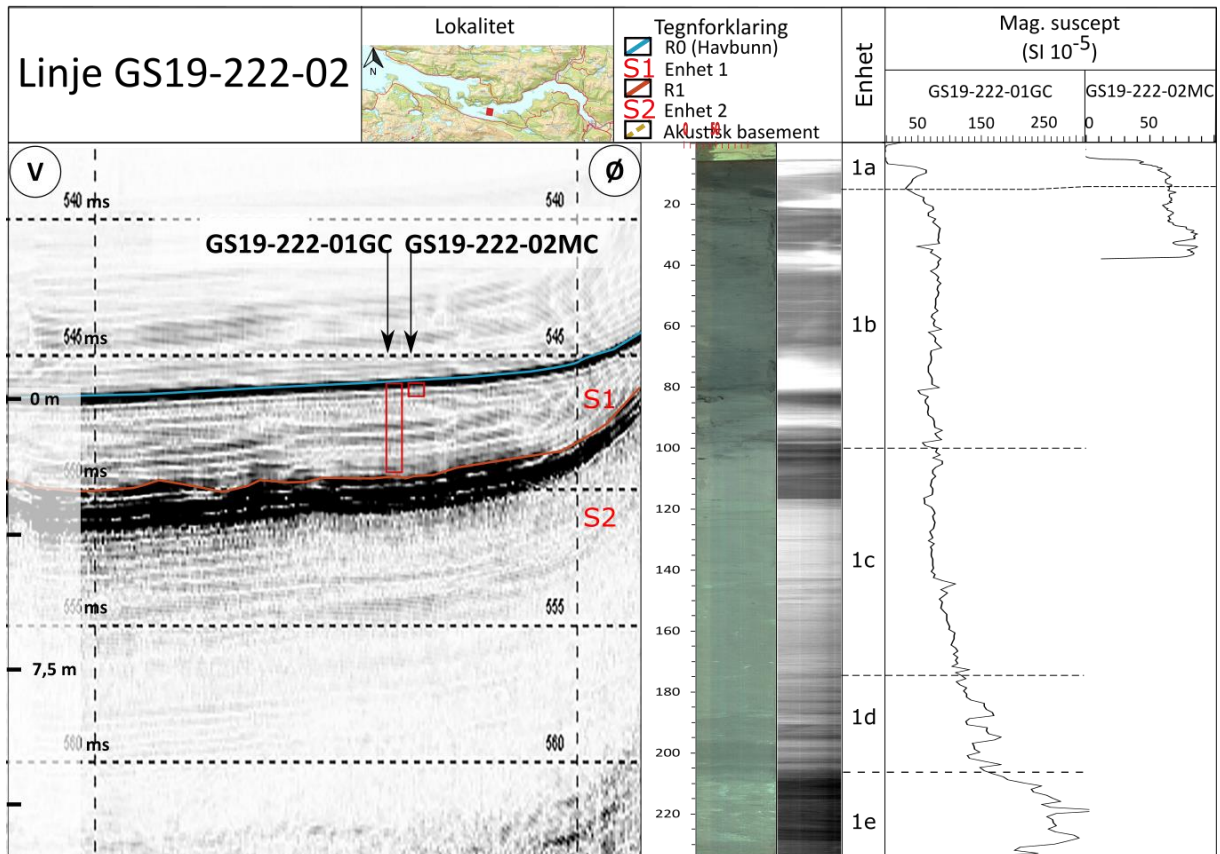 Linje GS19-222-02
Lokalitet
N
Tegnforklaring
R0 (Havbunn)
S1 Enhet 1
R1
S2 Enhet 2
Akustisk basement
Enhet
Mag. suscept
(SI 10⁻⁵)
GS19-222-01GC
GS19-222-02MC
50 150 250
0 50
V
Ø
540 ms
540
GS19-222-01GC
GS19-222-02MC
545 ms
545
0 m
S1
550 ms
S2
555 ms
555
7,5 m
560 ms
560
20
40
60
80
100
120
140
160
180
200
220
1a
1b
1c
1d
1e